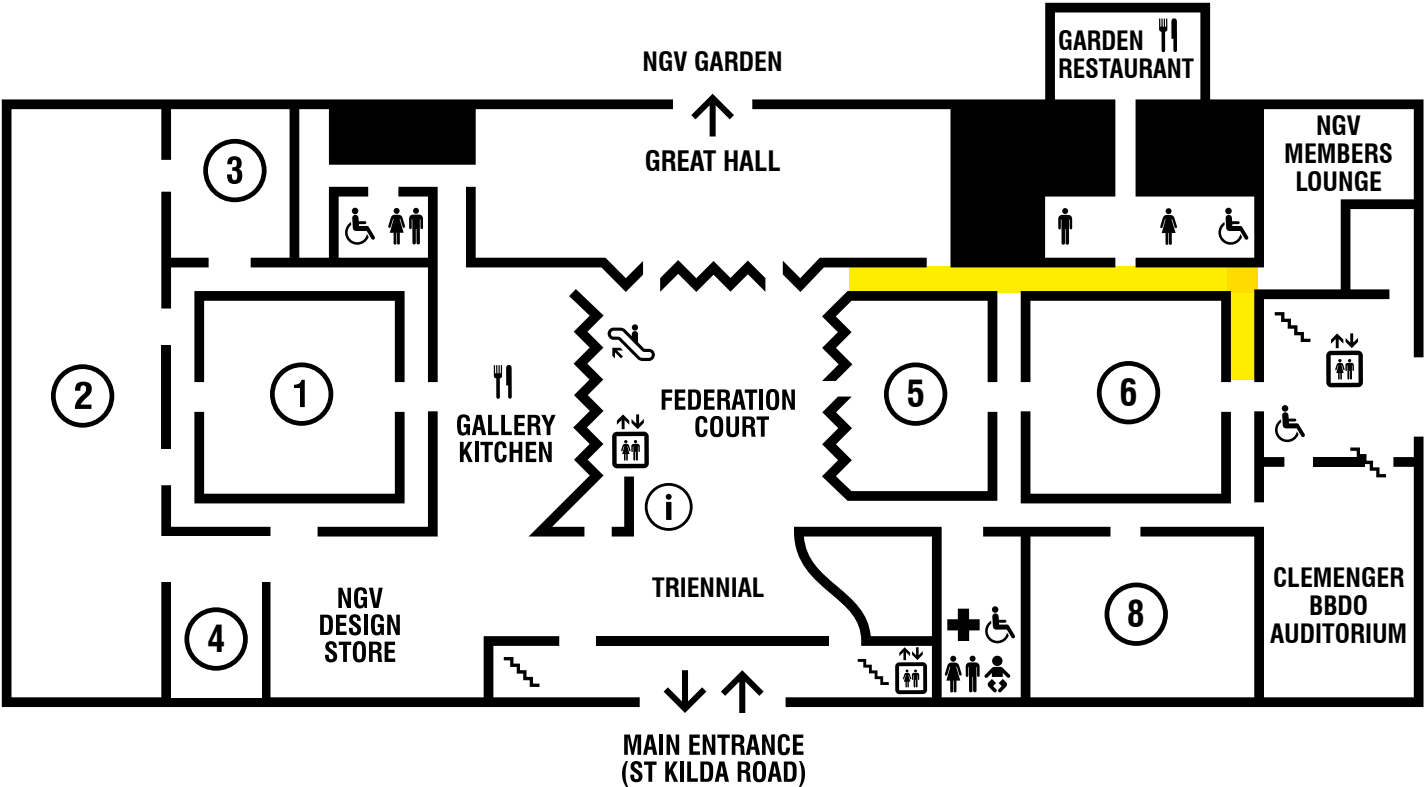 GARDEN
RESTAURANT
NGV GARDEN
GREAT HALL
NGV
MEMBERS
LOUNGE
3
2
1
GALLERY
KITCHEN
FEDERATION
COURT
5
6
i
4
NGV
DESIGN
STORE
TRIENNIAL
8
CLEMENGER
BBDO
AUDITORIUM
MAIN ENTRANCE
(ST KILDA ROAD)